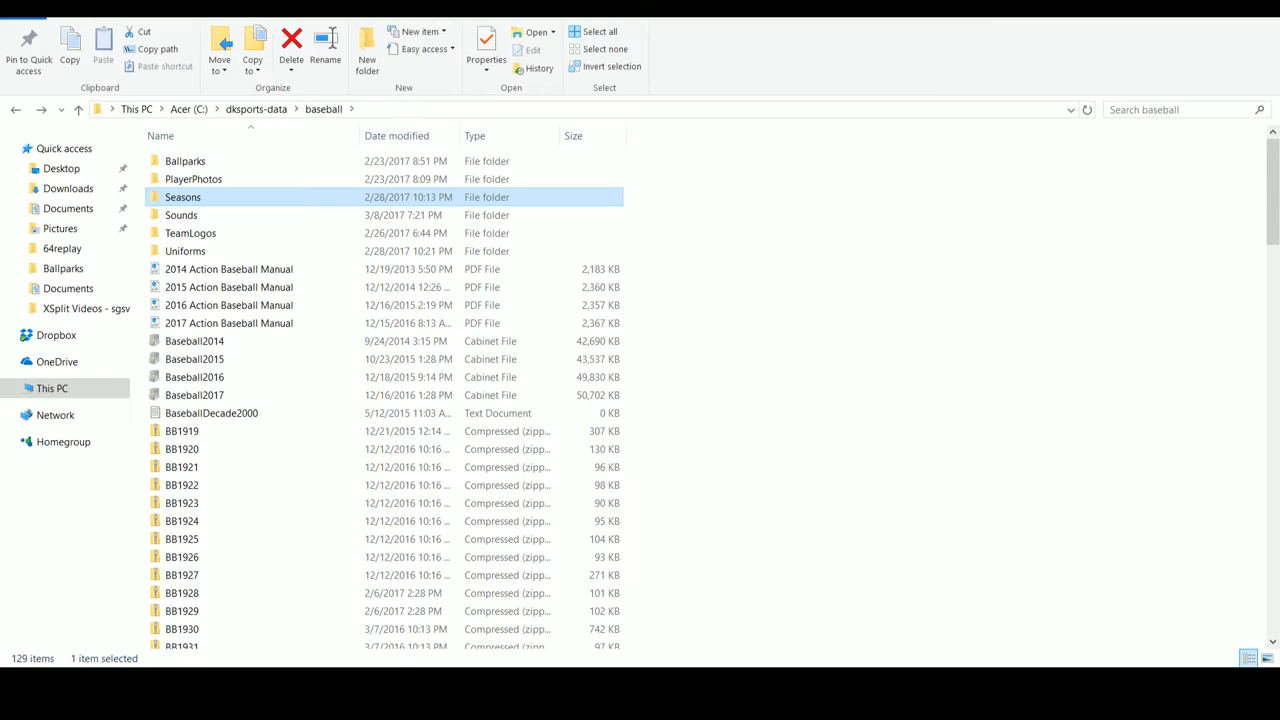 Pin to Quick access
Copy
Paste
Cut
Copy path
Paste shortcut
Clipboard
Move to
Copy to
Delete
Rename
Organize
New folder
New item
Easy access
New
Properties
Open
Edit
History
Open
Select all
Select none
Invert selection
Select
This PC > Acer (C:) > dksports-data > baseball >
Search baseball
Quick access
Desktop
Downloads
Documents
Pictures
64replay
Ballparks
Documents
XSplit Videos - sgsv
Dropbox
OneDrive
This PC
Network
Homegroup
Name Date modified Type Size
Ballparks 2/23/2017 8:51 PM File folder
PlayerPhotos 2/23/2017 8:09 PM File folder
Seasons 2/28/2017 10:13 PM File folder
Sounds 3/8/2017 7:21 PM File folder
TeamLogos 2/26/2017 6:44 PM File folder
Uniforms 2/28/2017 10:21 PM File folder
2014 Action Baseball Manual 12/19/2013 5:50 PM PDF File 2,183 KB
2015 Action Baseball Manual 12/12/2014 12:26 ... PDF File 2,360 KB
2016 Action Baseball Manual 12/16/2015 2:19 PM PDF File 2,357 KB
2017 Action Baseball Manual 12/15/2016 8:13 A... PDF File 2,367 KB
Baseball2014 9/24/2014 3:15 PM Cabinet File 42,690 KB
Baseball2015 10/23/2015 1:28 PM Cabinet File 43,537 KB
Baseball2016 12/18/2015 9:14 PM Cabinet File 49,830 KB
Baseball2017 12/16/2016 1:28 PM Cabinet File 50,702 KB
BaseballDecade2000 5/12/2015 11:03 A... Text Document 0 KB
BB1919 12/21/2015 12:14 ... Compressed (zipp... 307 KB
BB1920 12/12/2016 10:16 ... Compressed (zipp... 130 KB
BB1921 12/12/2016 10:16 ... Compressed (zipp... 96 KB
BB1922 12/12/2016 10:16 ... Compressed (zipp... 98 KB
BB1923 12/12/2016 10:16 ... Compressed (zipp... 90 KB
BB1924 12/12/2016 10:16 ... Compressed (zipp... 95 KB
BB1925 12/12/2016 10:16 ... Compressed (zipp... 104 KB
BB1926 12/12/2016 10:16 ... Compressed (zipp... 93 KB
BB1927 12/12/2016 10:16 ... Compressed (zipp... 271 KB
BB1928 2/6/2017 2:28 PM Compressed (zipp... 101 KB
BB1929 2/6/2017 2:28 PM Compressed (zipp... 102 KB
BB1930 3/7/2016 10:13 PM Compressed (zipp... 742 KB
BB1931 3/7/2016 10:13 PM Compressed (zipp... 97 KB
129 items 1 item selected